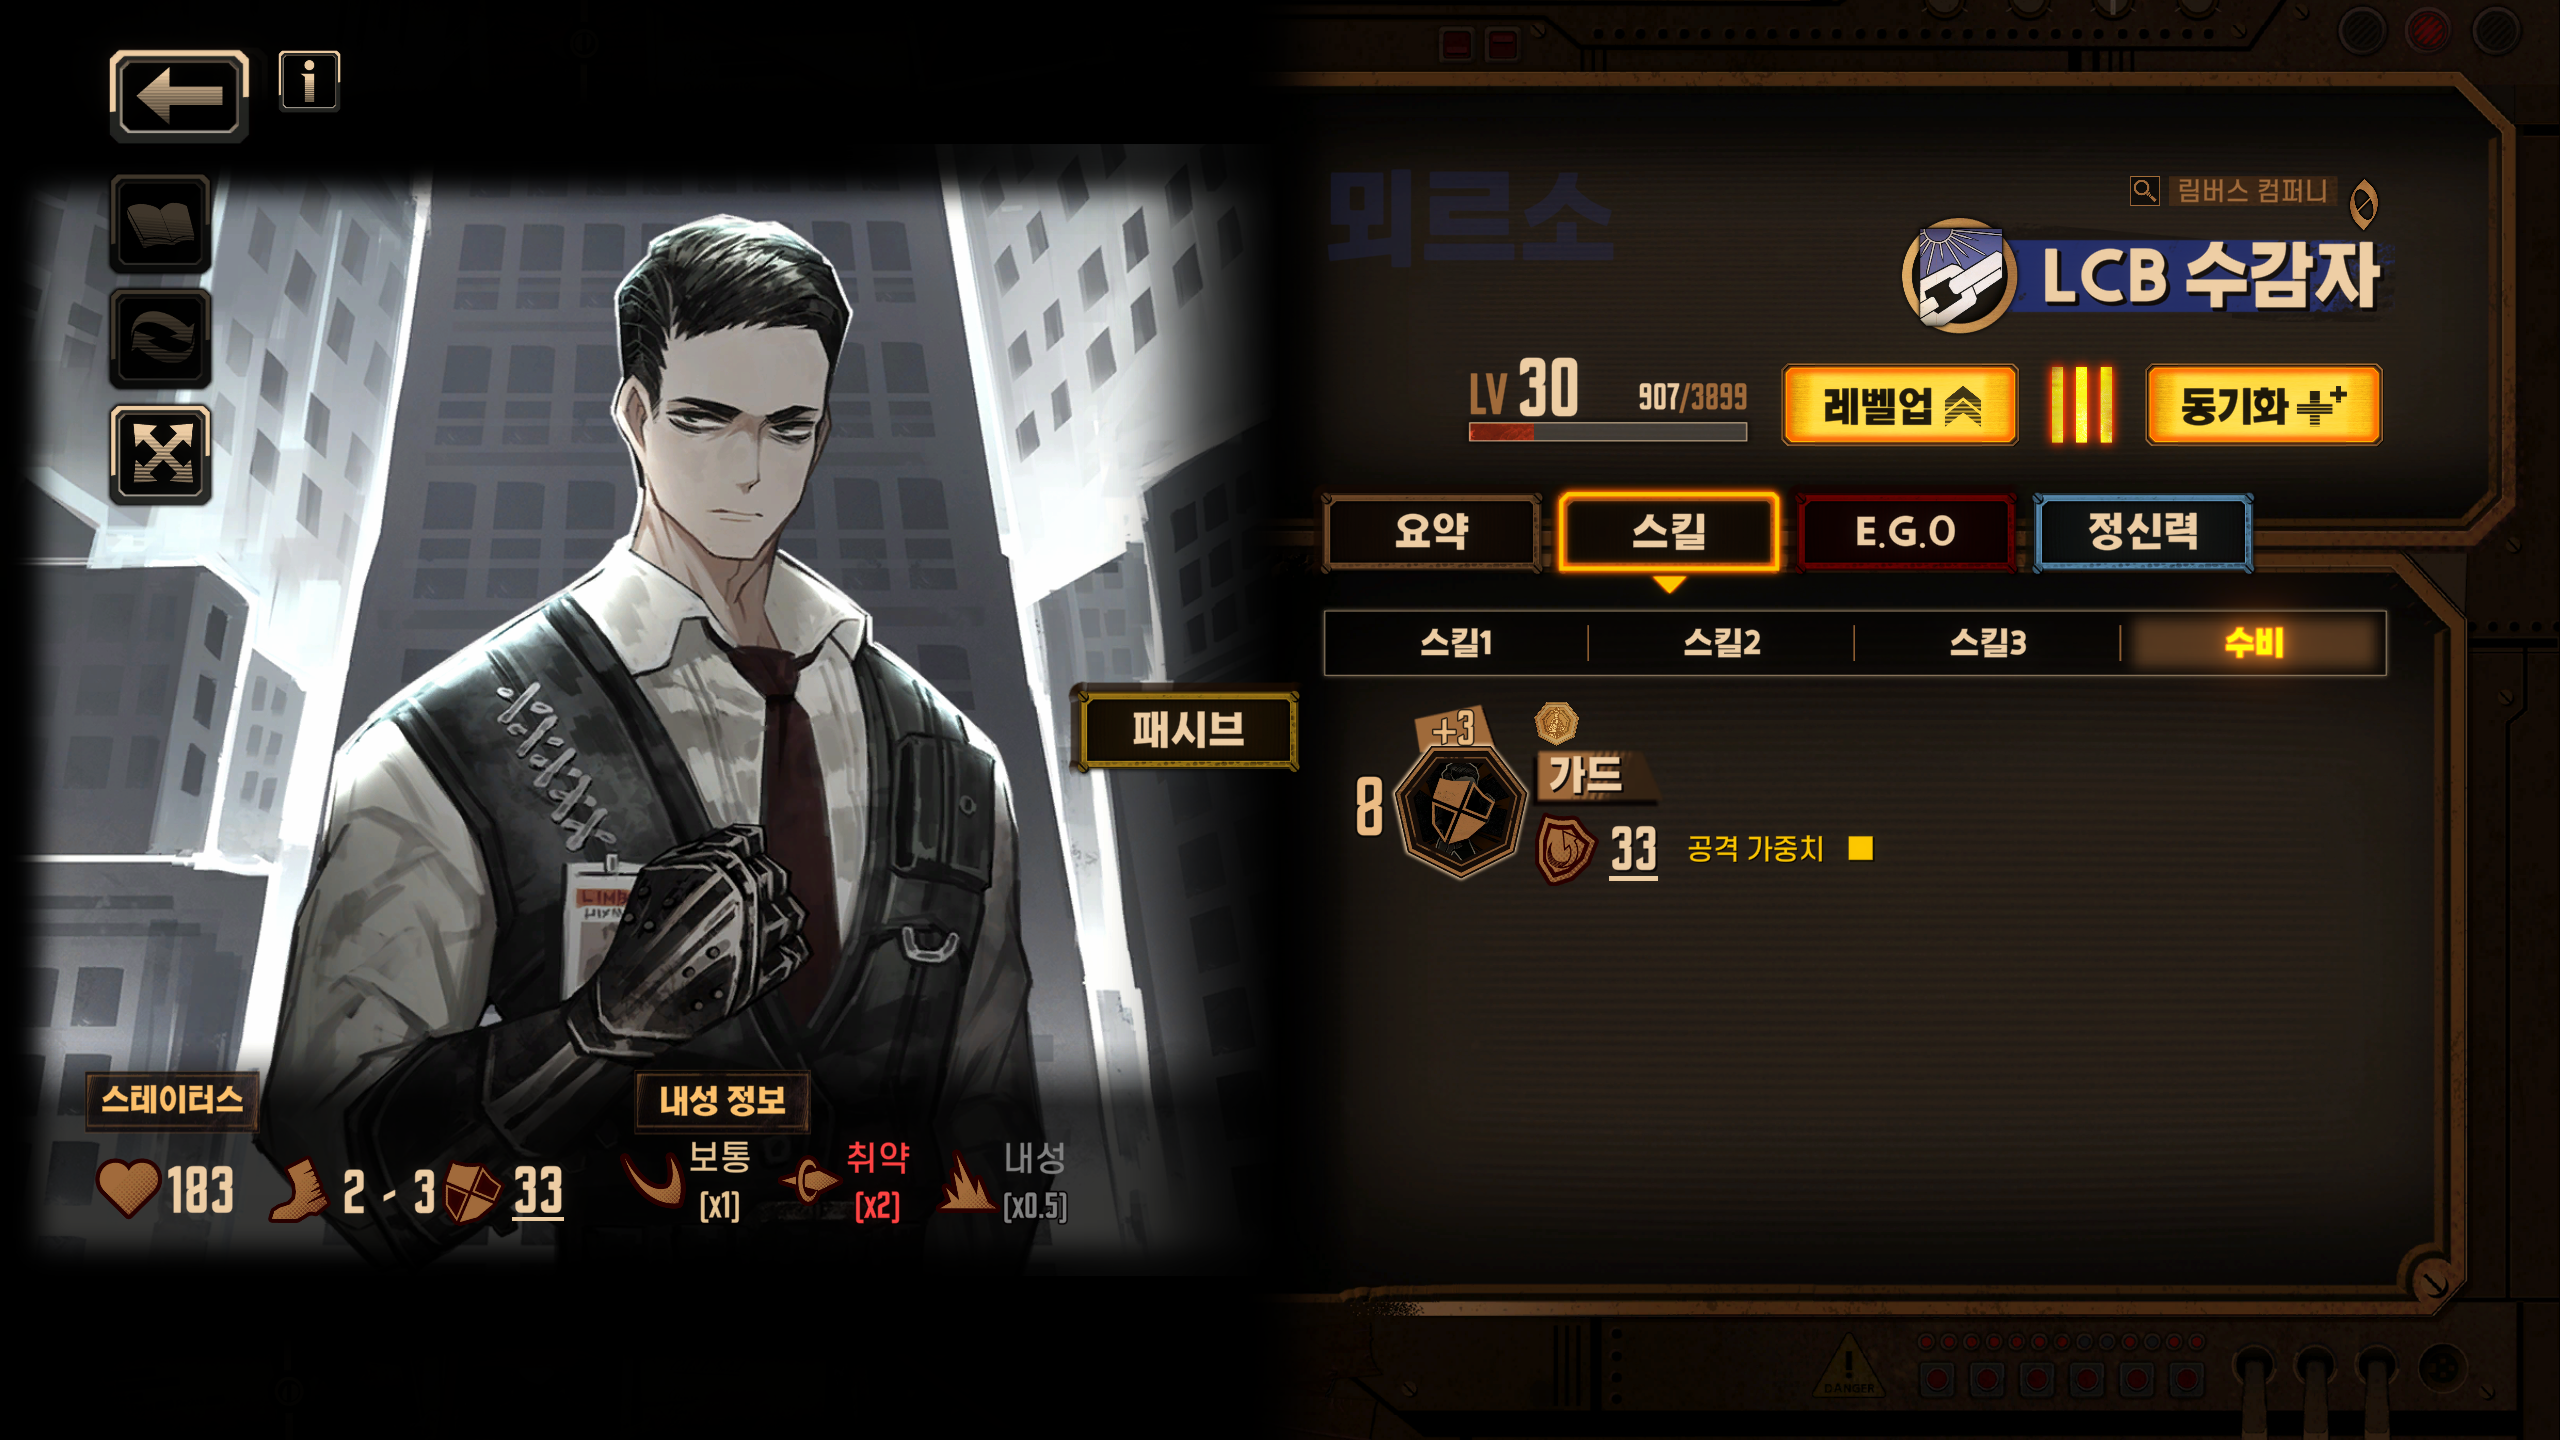 뫼르소
림버스 컴퍼니
LCB 수감자
LV 30
907/3899
레벨업
동기화
요약
스킬
E.G.O
정신력
스킬1
스킬2
스킬3
수비
+3
8
가드
33
공격 가중치
패시브
LIMB
스테이터스
183
2 - 3
33
내성 정보
보통
[x1]
취약
[x2]
내성
[x0.5]
DANGER